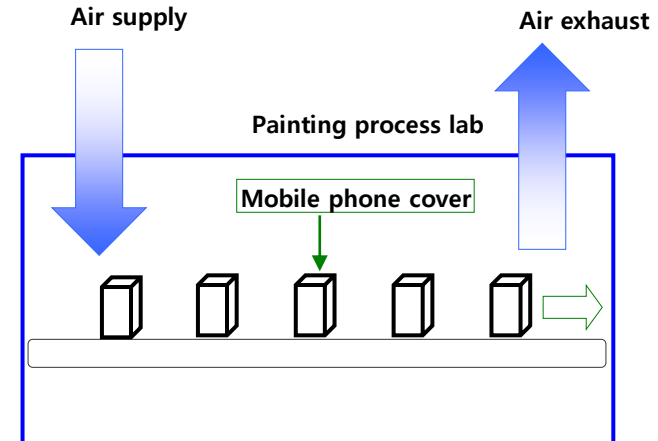 Air supply
Air exhaust
Painting process lab
Mobile phone cover